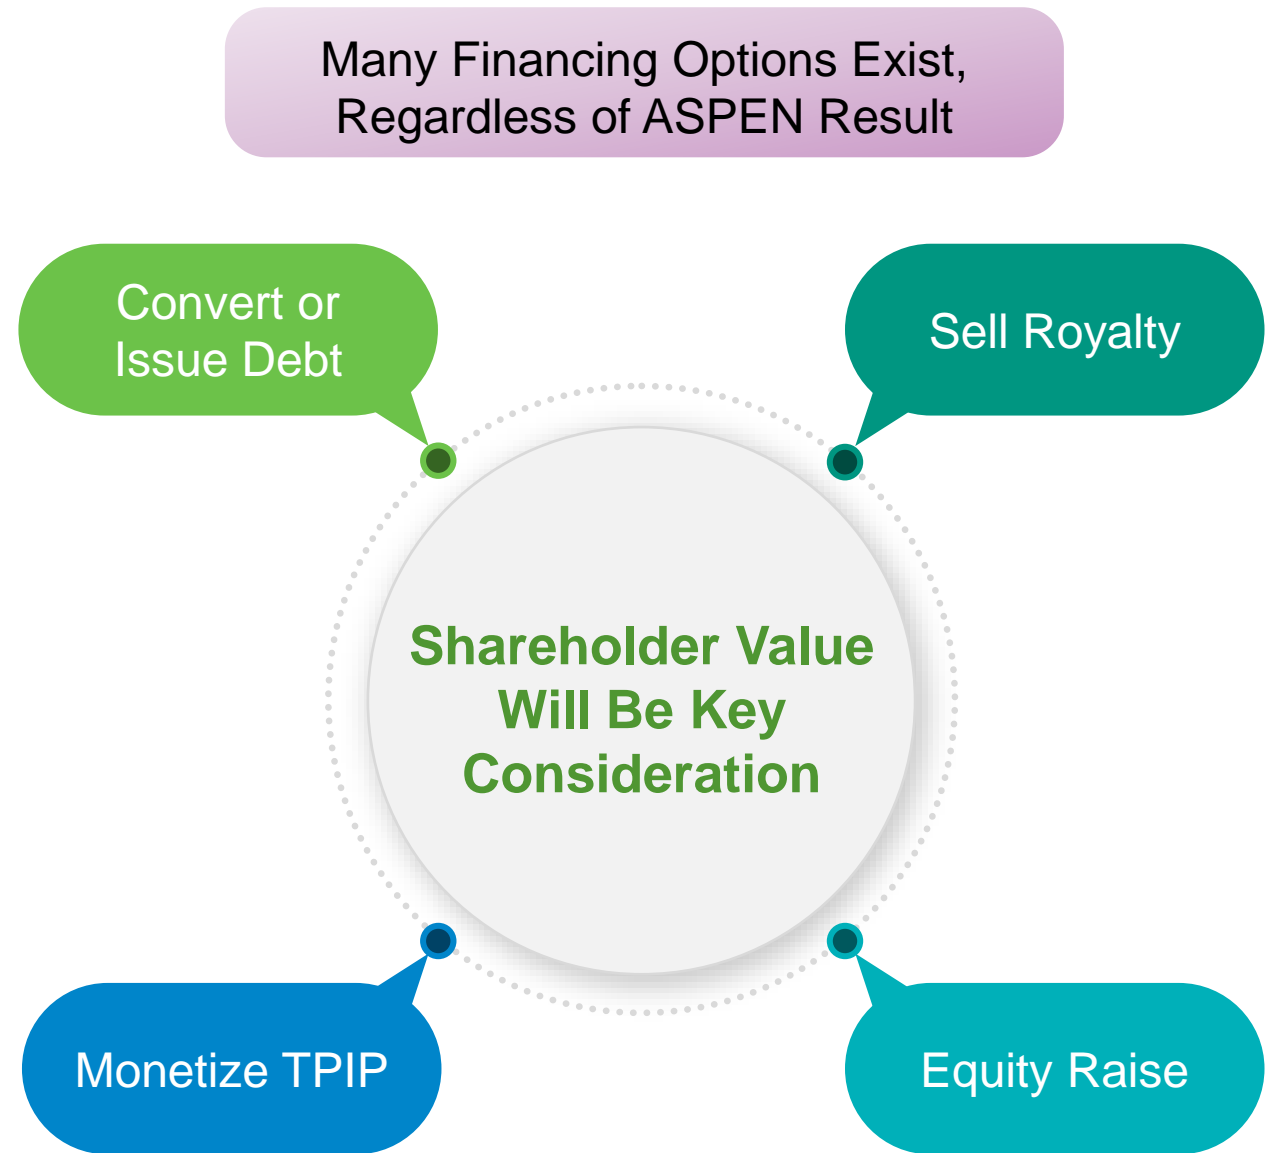 Many Financing Options Exist,
Regardless of ASPEN Result
Convert or
Issue Debt
Sell Royalty
Shareholder Value
Will Be Key
Consideration
Monetize TPIP
Equity Raise